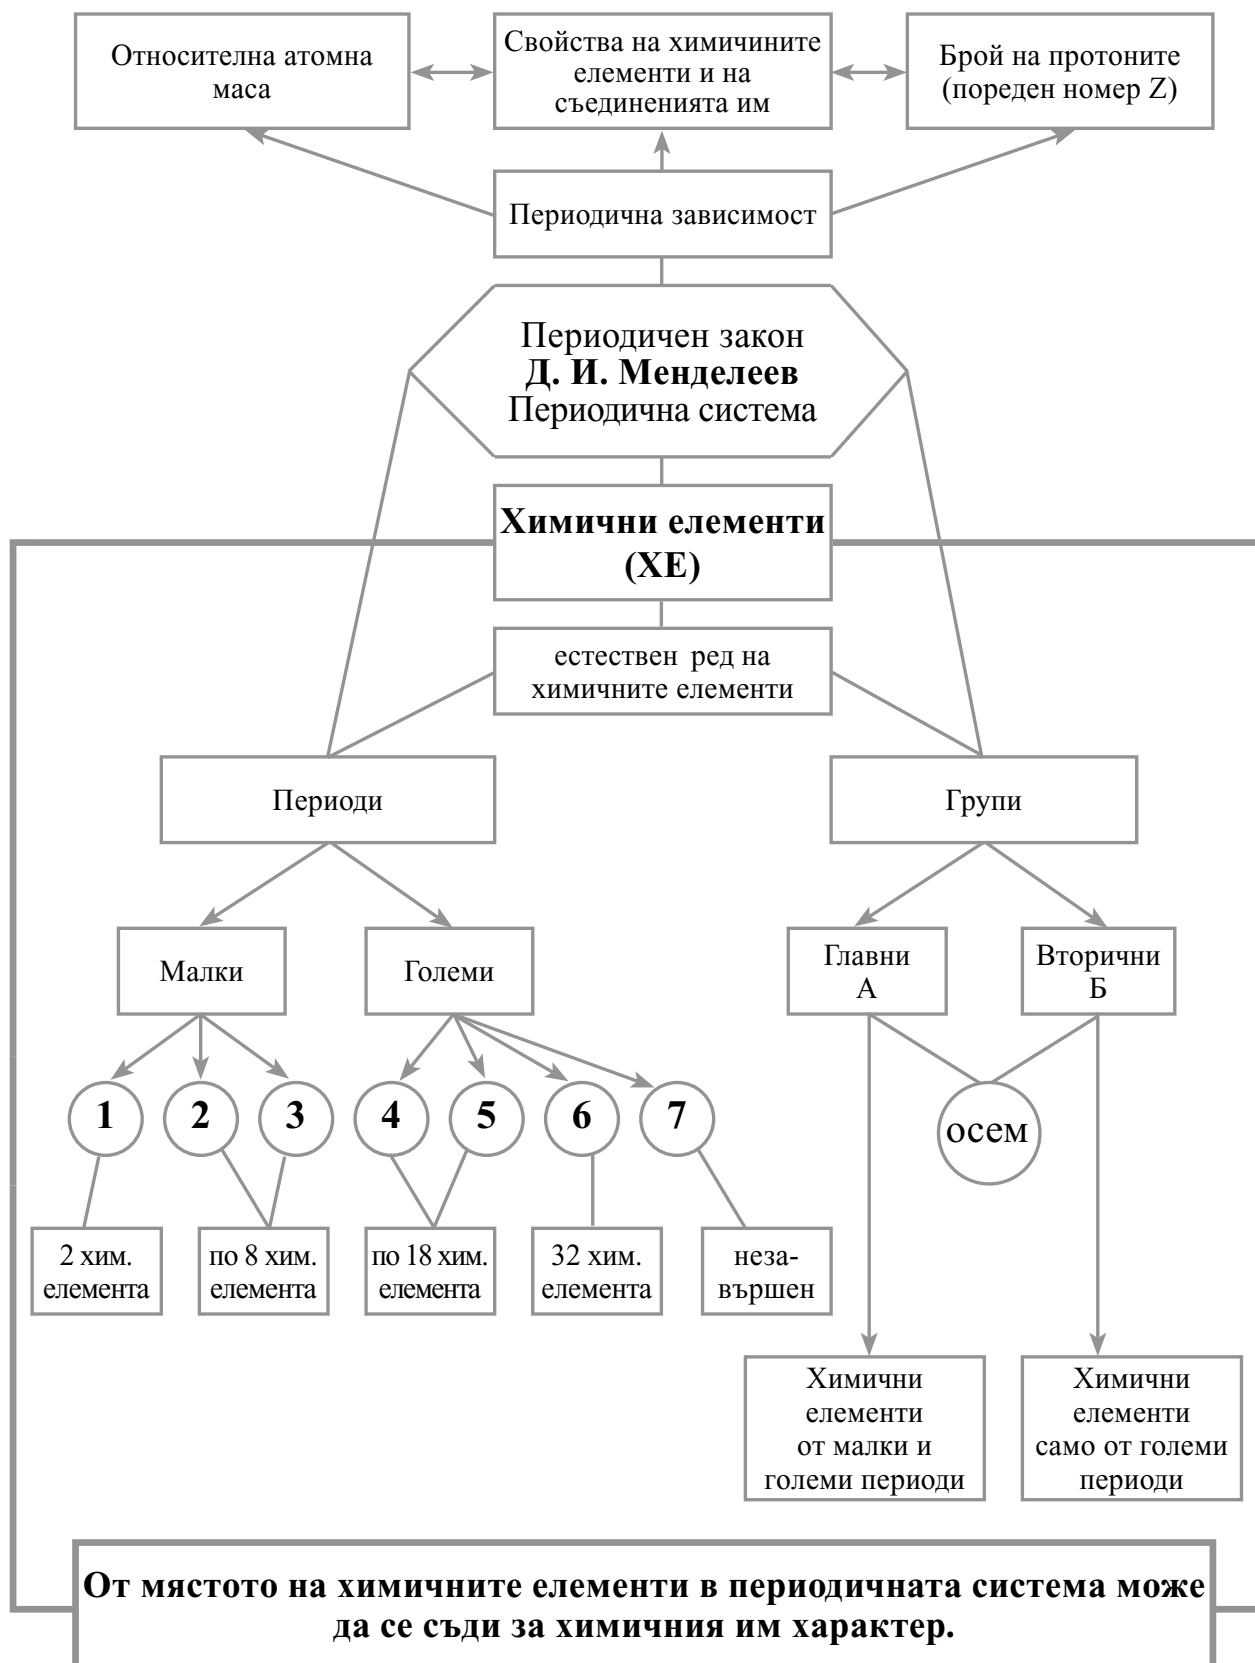 Относителна атомна
маса
Свойства на химичините
елементи и на
съединенията им
Брой на протоните
(пореден номер Z)
Периодична зависимост
Периодичен закон
Д. И. Менделеев
Периодична система
Химични елементи
(ХЕ)
естествен ред на
химичните елементи
Периоди
Групи
Малки
Големи
Главни
А
Вторични
Б
1
2
3
4
5
6
7
осем
2 хим.
елемента
по 8 хим.
елемента
по 18 хим.
елемента
32 хим.
елемента
неза-
вършен
Химични
елементи
от малки и
големи периоди
Химични
елементи
само от големи
периоди
От мястото на химичните елементи в периодичната система може
да се съди за химичния им характер.